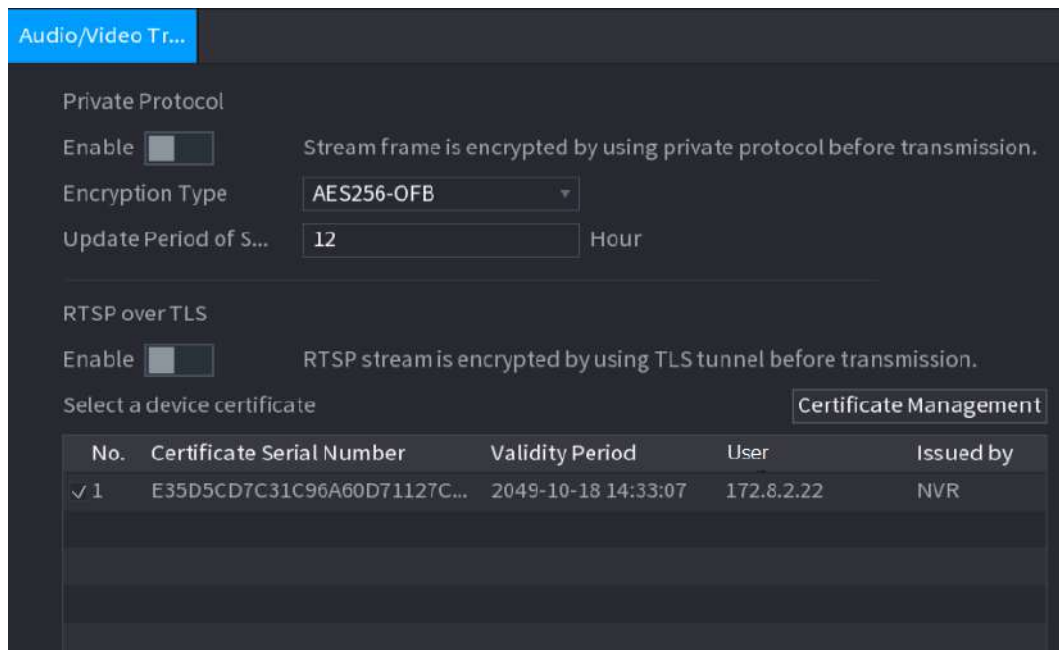 Audio/Video Tr...
Private Protocol
Enable Stream frame is encrypted by using private protocol before transmission.
Encryption Type AES256-OFB
Update Period of S... 12 Hour
RTSP over TLS
Enable RTSP stream is encrypted by using TLS tunnel before transmission.
Select a device certificate Certificate Management
No. Certificate Serial Number Validity Period User Issued by
1 E35D5CD7C31C96A60D71127C... 2049-10-18 14:33:07 172.8.2.22 NVR